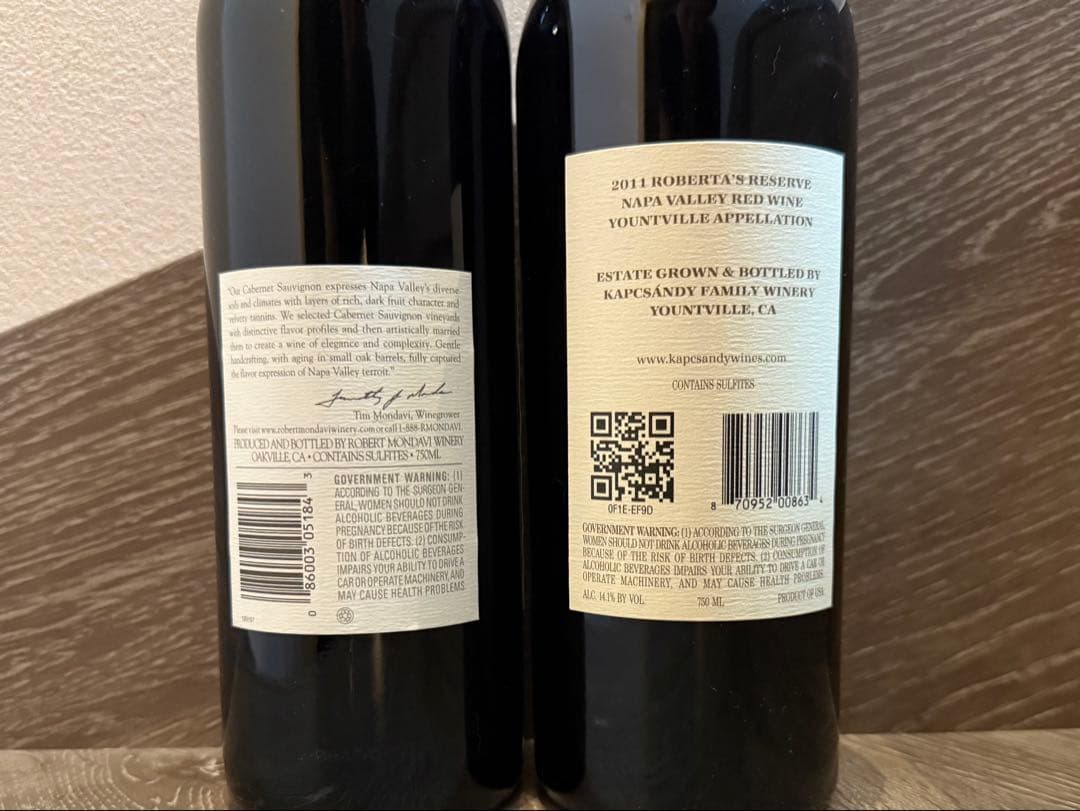 "Our Cabernet Sauvignon expresses Napa Valley's diverse
soils and climates with layers of rich, dark fruit character and
velvety tannins. We selected Cabernet Sauvignon vineyards
with distinctive flavor profiles and then artistically married
them to create a wine of elegance and complexity. Gentle
handcrafting, with aging in small oak barrels, fully captured
the flavor expression of Napa Valley terroir."
Tim Mondavi, Winegrower
Please visit www.robertmondaviwinery.com or call 1-888-RMONDAVI.
PRODUCED AND BOTTLED BY ROBERT MONDAVI WINERY
OAKVILLE, CA • CONTAINS SULFITES • 750ML
GOVERNMENT WARNING: (1)
ACCORDING TO THE SURGEON GEN-
ERAL, WOMEN SHOULD NOT DRINK
ALCOHOLIC BEVERAGES DURING
PREGNANCY BECAUSE OF THE RISK
OF BIRTH DEFECTS. (2) CONSUMP-
TION OF ALCOHOLIC BEVERAGES
IMPAIRS YOUR ABILITY TO DRIVE A
CAR OR OPERATE MACHINERY, AND
MAY CAUSE HEALTH PROBLEMS.
0 86003 05184 3
2011 ROBERTA'S RESERVE
NAPA VALLEY RED WINE
YOUNTVILLE APPELLATION
ESTATE GROWN & BOTTLED BY
KAPCSÁNDY FAMILY WINERY
YOUNTVILLE, CA
www.kapcsandywines.com
CONTAINS SULFITES
0F1E-EF9D
8 70952 00863 4
GOVERNMENT WARNING: (1) ACCORDING TO THE SURGEON GENERAL,
WOMEN SHOULD NOT DRINK ALCOHOLIC BEVERAGES DURING PREGNANCY
BECAUSE OF THE RISK OF BIRTH DEFECTS. (2) CONSUMPTION OF
ALCOHOLIC BEVERAGES IMPAIRS YOUR ABILITY TO DRIVE A CAR OR
OPERATE MACHINERY, AND MAY CAUSE HEALTH PROBLEMS.
ALC. 14.1% BY VOL. 750 ML PRODUCT OF USA